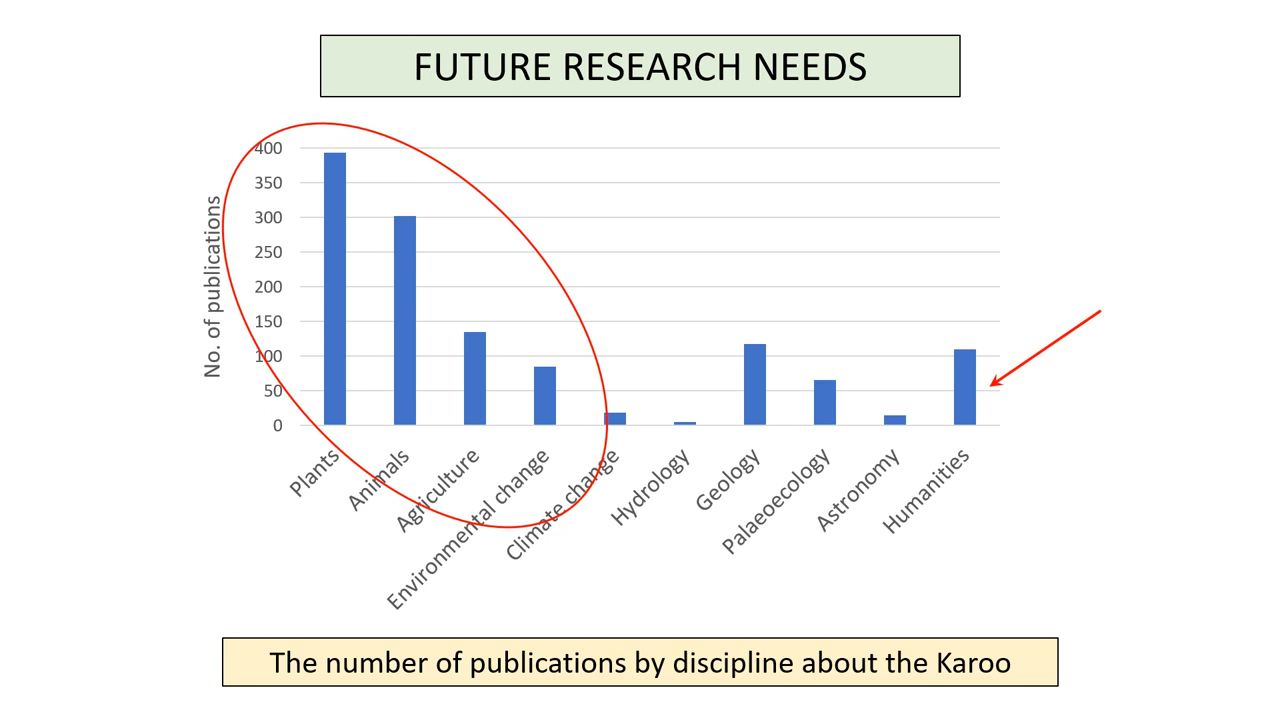 FUTURE RESEARCH NEEDS
No. of publications
400
350
300
250
200
150
100
50
0
Plants
Animals
Agriculture
Environmental change
Climate change
Hydrology
Geology
Palaeoecology
Astronomy
Humanities
The number of publications by discipline about the Karoo